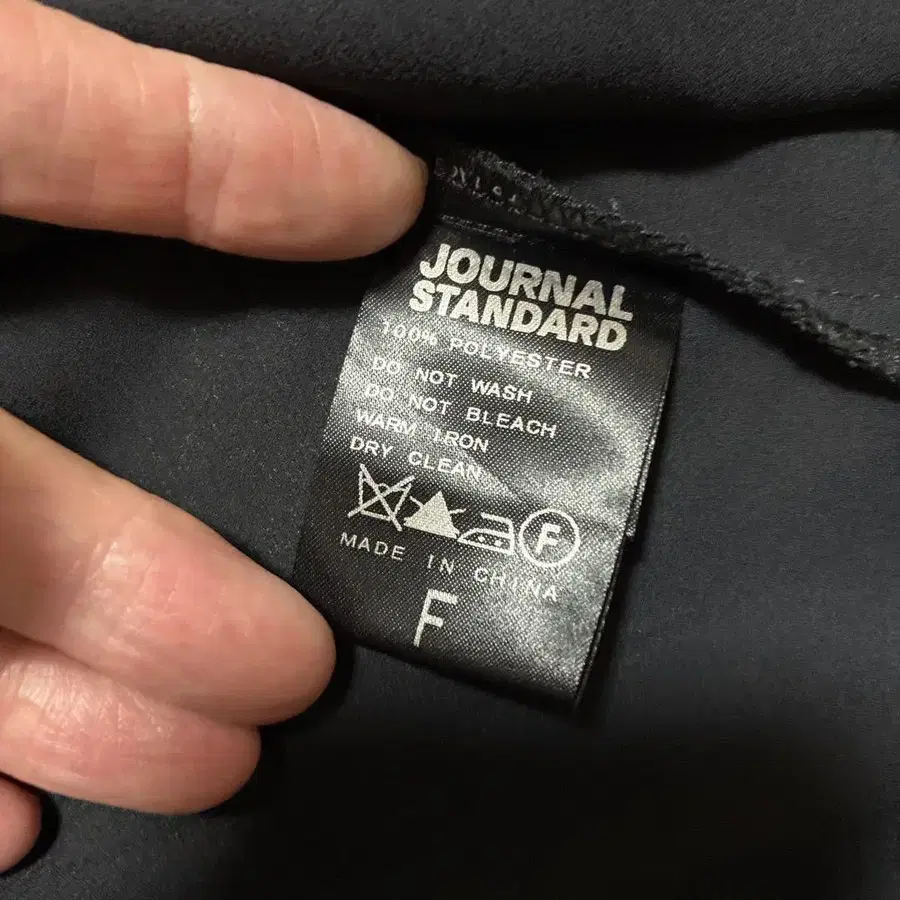 JOURNAL
STANDARD
100% POLYESTER
DO NOT WASH
DO NOT BLEACH
WARM IRON
DRY CLEAN
F
MADE IN CHINA
F